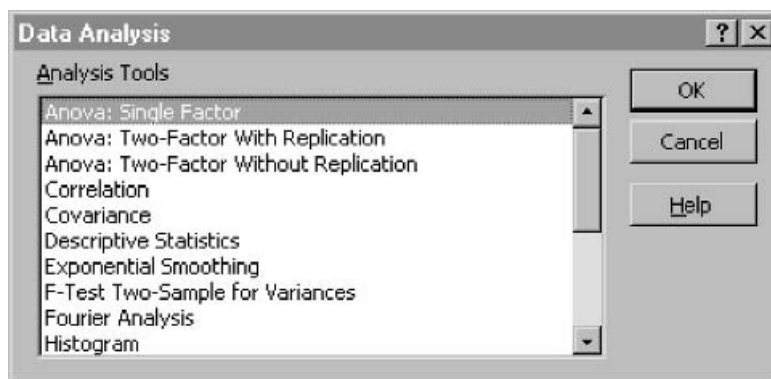 Data Analysis
Analysis Tools
Anova: Single Factor
Anova: Two-Factor With Replication
Anova: Two-Factor Without Replication
Correlation
Covariance
Descriptive Statistics
Exponential Smoothing
F-Test Two-Sample for Variances
Fourier Analysis
Histogram
OK
Cancel
Help